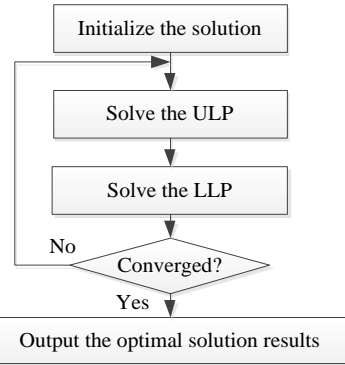 Initialize the solution
Solve the ULP
Solve the LLP
No
Converged?
Yes
Output the optimal solution results